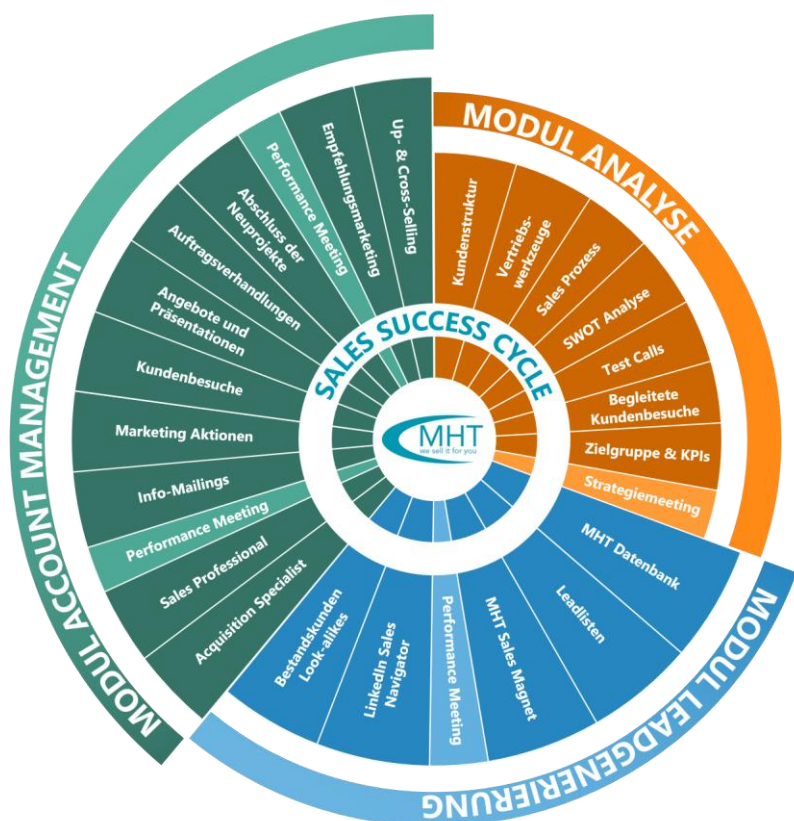 MODUL ANALYSE
Kundenstruktur
Vertriebs-
werkzeuge
Sales Prozess
SWOT Analyse
Test Calls
Begleitete
Kundenbesuche
Zielgruppe & KPIs
Strategiemeeting
MODUL LEADGENERIERUNG
MHT Datenbank
Leadlisten
MHT Sales Magnet
Performance Meeting
LinkedIn Sales
Navigator
Bestandskunden
Look-alikes
MODUL ACCOUNT MANAGEMENT
Acquisition Specialist
Sales Professional
Performance Meeting
Info-Mailings
Marketing Aktionen
Kundenbesuche
Angebote und
Präsentationen
Auftragsverhandlungen
Abschluss der
Neuprojekte
Performance Meeting
Empfehlungsmarketing
Up- & Cross-Selling
SALES SUCCESS CYCLE
MHT
we sell it for you